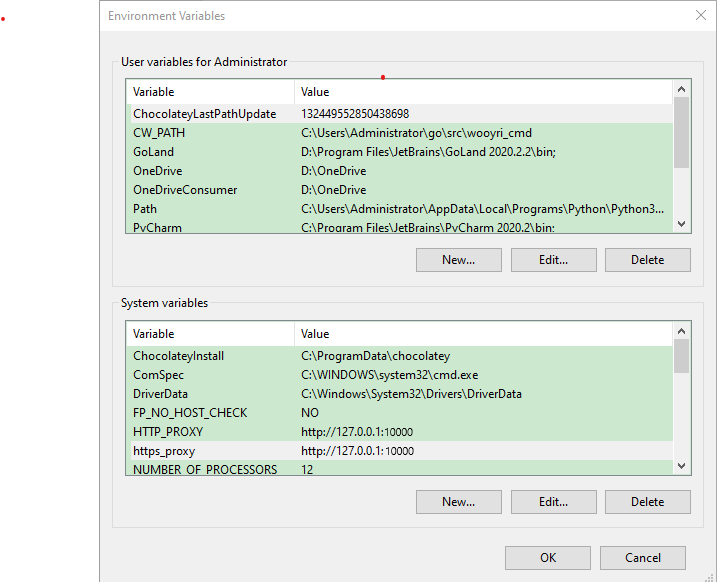 Environment Variables
User variables for Administrator
Variable Value
ChocolateyLastPathUpdate 132449552850438698
CW_PATH C:\Users\Administrator\go\src\wooyri_cmd
GoLand D:\Program Files\JetBrains\GoLand 2020.2.2\bin;
OneDrive D:\OneDrive
OneDriveConsumer D:\OneDrive
Path C:\Users\Administrator\AppData\Local\Programs\Python\Python3...
PyCharm C:\Program Files\JetBrains\PyCharm 2020.2\bin;
New... Edit... Delete
System variables
Variable Value
ChocolateyInstall C:\ProgramData\chocolatey
ComSpec C:\WINDOWS\system32\cmd.exe
DriverData C:\Windows\System32\Drivers\DriverData
FP_NO_HOST_CHECK NO
HTTP_PROXY http://127.0.0.1:10000
https_proxy http://127.0.0.1:10000
NUMBER_OF_PROCESSORS 12
New... Edit... Delete
OK Cancel